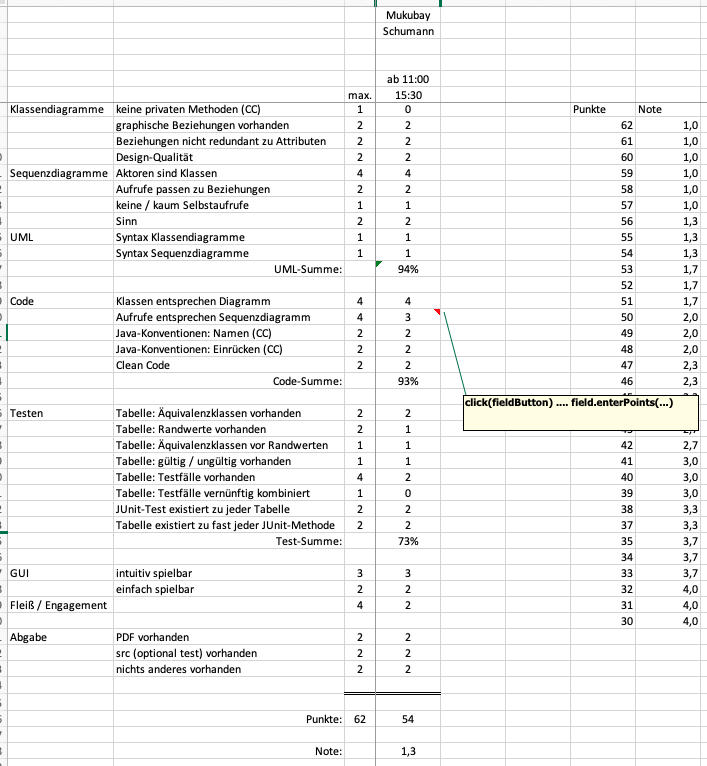 Mukubay
Schumann
ab 11:00
max. 15:30
Klassendiagramme keine privaten Methoden (CC) 1 0 Punkte Note
graphische Beziehungen vorhanden 2 2 62 1,0
Beziehungen nicht redundant zu Attributen 2 2 61 1,0
Design-Qualität 2 2 60 1,0
Sequenzdiagramme Aktoren sind Klassen 4 4 59 1,0
Aufrufe passen zu Beziehungen 2 2 58 1,0
keine / kaum Selbstaufrufe 1 1 57 1,0
Sinn 2 2 56 1,3
UML Syntax Klassendiagramme 1 1 55 1,3
Syntax Sequenzdiagramme 1 1 54 1,3
UML-Summe: 94% 53 1,7
52 1,7
Code Klassen entsprechen Diagramm 4 4 51 1,7
Aufrufe entsprechen Sequenzdiagramm 4 3 50 2,0
Java-Konventionen: Namen (CC) 2 2 49 2,0
Java-Konventionen: Einrücken (CC) 2 2 48 2,0
Clean Code 2 2 47 2,3
Code-Summe: 93% 46 2,3
click(fieldButton) .... field.enterPoints(...)
Testen Tabelle: Äquivalenzklassen vorhanden 2 2
Tabelle: Randwerte vorhanden 2 1
Tabelle: Äquivalenzklassen vor Randwerten 1 1 42 2,7
Tabelle: gültig / ungültig vorhanden 1 1 41 3,0
Tabelle: Testfälle vorhanden 4 2 40 3,0
Tabelle: Testfälle vernünftig kombiniert 1 0 39 3,0
JUnit-Test existiert zu jeder Tabelle 2 2 38 3,3
Tabelle existiert zu fast jeder JUnit-Methode 2 2 37 3,3
Test-Summe: 73% 35 3,7
34 3,7
GUI intuitiv spielbar 3 3 33 3,7
einfach spielbar 2 2 32 4,0
Fleiß / Engagement 4 2 31 4,0
30 4,0
Abgabe PDF vorhanden 2 2
src (optional test) vorhanden 2 2
nichts anderes vorhanden 2 2
Punkte: 62 54
Note: 1,3